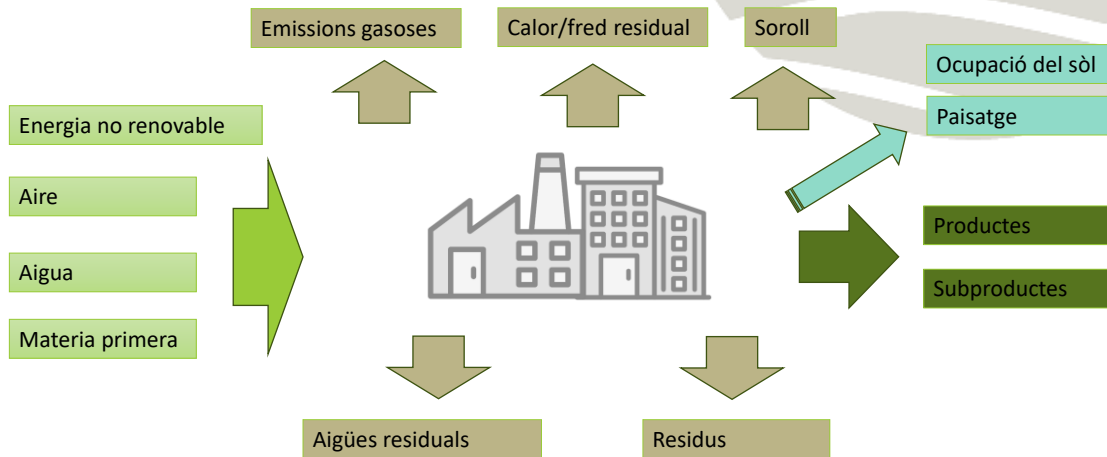 Emissions gasoses
Calor/fred residual
Soroll
Ocupació del sòl
Paisatge
Energia no renovable
Aire
Aigua
Materia primera
Productes
Subproductes
Aigües residuals
Residus